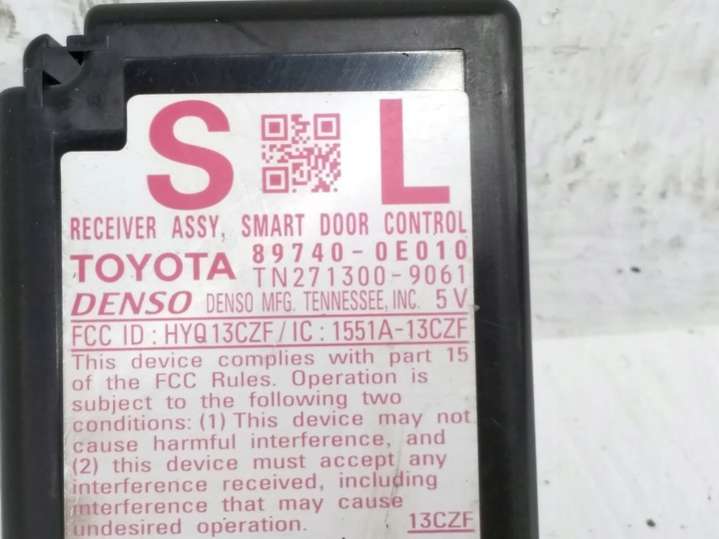 S L
RECEIVER ASSY, SMART DOOR CONTROL
TOYOTA 89740-0E010
TN271300-9061
DENSO DENSO MFG. TENNESSEE, INC. 5 V
FCC ID : HYQ13CZF / IC : 1551A-13CZF
This device complies with part 15
of the FCC Rules. Operation is
subject to the following two
conditions: (1) This device may not
cause harmful interference, and
(2) this device must accept any
interference received, including
interference that may cause
undesired operation. 13CZF